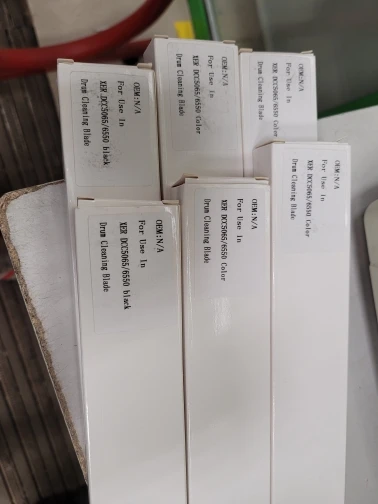 OEM:N/A
For Use In
XER DCC5065/6550 black
Drum Cleaning Blade
OEM:N/A
For Use In
XER DCC5065/6550 Color
Drum Cleaning Blade
OEM:N/A
For Use In
XER DCC5065/6550 Color
Drum Cleaning Blade
OEM:N/A
For Use In
XER DCC5065/6550 black
Drum Cleaning Blade
OEM:N/A
For Use In
XER DCC5065/6550 Color
Drum Cleaning Blade
OEM:N/A
For Use In
XER DCC5065/6550 Color
Drum Cleaning Blade